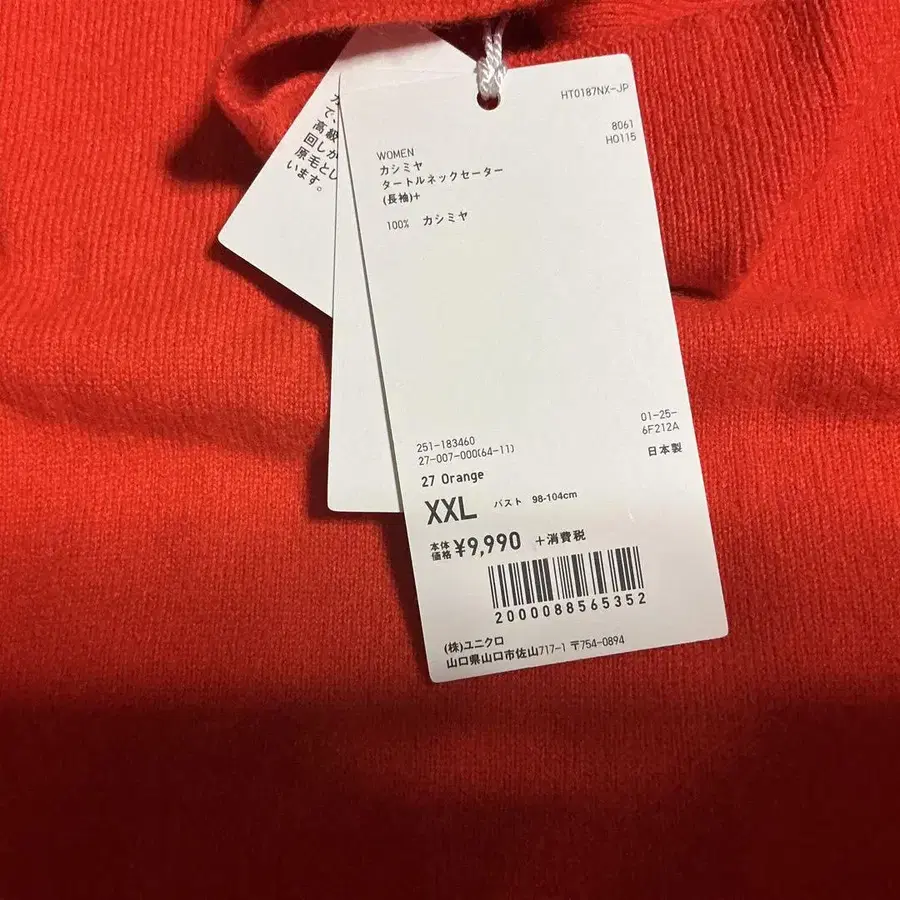 で、
高級
回しか
原毛とし
います。
HT0187NX-JP
8061
H0115
WOMEN
カシミヤ
タートルネックセーター
(長袖)+
100% カシミヤ
01-25-
6F212A
251-183460
27-007-000(64-11)
日本製
27 Orange
XXL バスト 98-104cm
本体価格 ¥9,990 +消費税
2000088565352
(株)ユニクロ
山口県山口市佐山717-1 〒754-0894